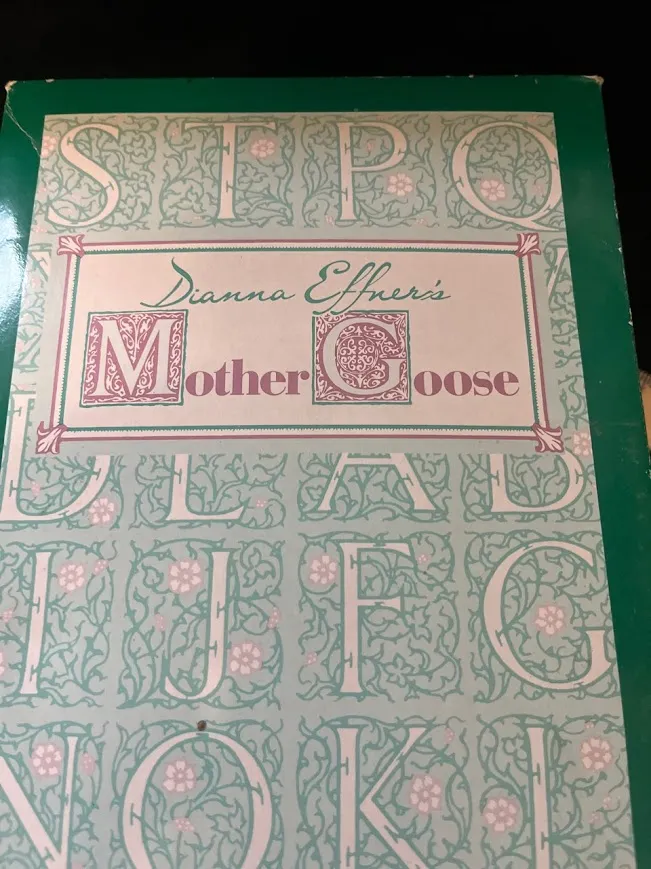 S T P Q
Dianna Effner's
Mother Goose
L A B
I J F G
N O K L